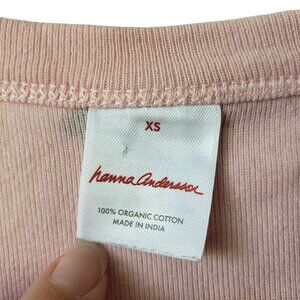 XS
hanna andersson
100% ORGANIC COTTON
MADE IN INDIA